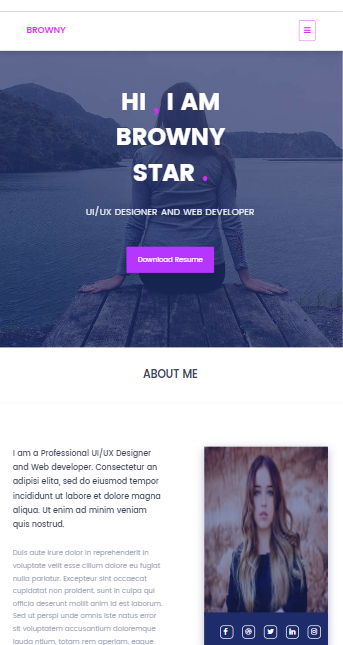 BROWNY
HI , I AM
BROWNY
STAR .
UI/UX DESIGNER AND WEB DEVELOPER
Download Resume
ABOUT ME
I am a Professional UI/UX Designer
and Web developer. Consectetur an
adipisi elita, sed do eiusmod tempor
incididunt ut labore et dolore magna
aliqua. Ut enim ad minim veniam
quis nostrud.
Duis aute irure dolor in reprehenderit in
voluptate velit esse cillum dolore eu fugiat
nulla pariatur. Excepteur sint occaecat
cupidatat non proident, sunt in culpa qui
officia deserunt mollit anim id est laborum.
Sed ut perspi unde omnis iste natus error
sit voluptatem accusantium doloremque
lauda ntium, totam rem aperiam, eaque